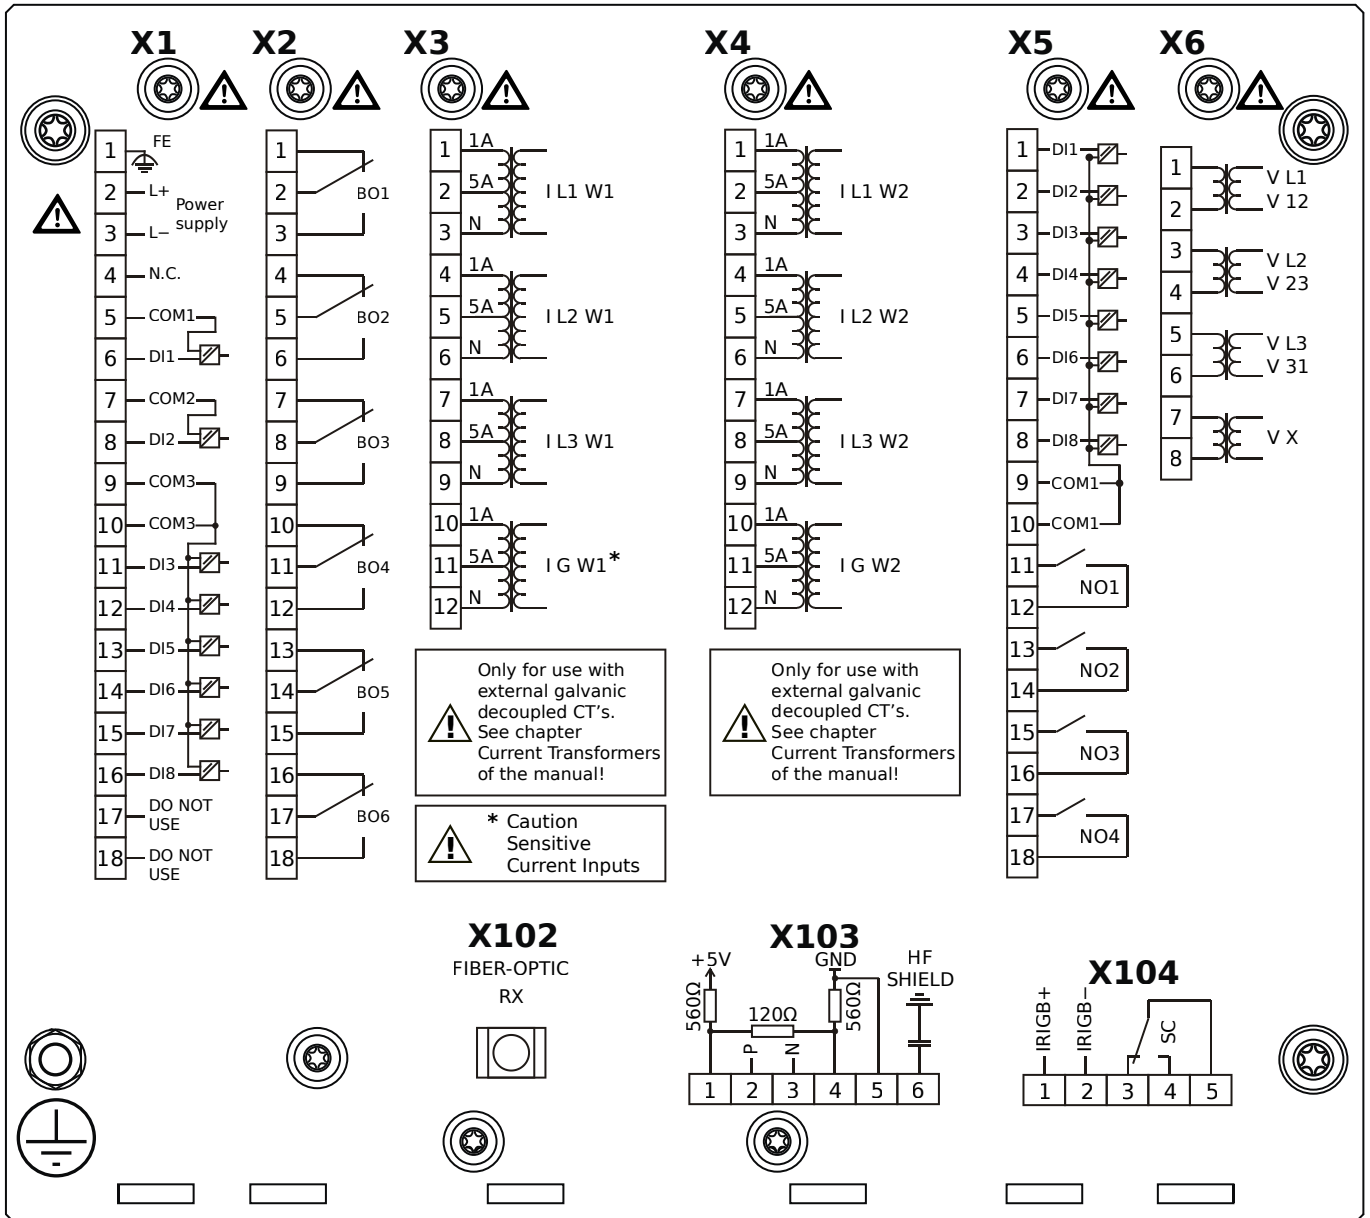 X1
1
FE
2
L+
Power
supply
3
L−
4
N.C.
5
COM1
6
DI1
7
COM2
8
DI2
9
COM3
10
COM3
11
DI3
12
DI4
13
DI5
14
DI6
15
DI7
16
DI8
17
DO NOT
USE
18
DO NOT
USE
X2
1
2
BO1
3
4
5
BO2
6
7
8
BO3
9
10
11
BO4
12
13
14
BO5
15
16
17
BO6
18
X3
1
1A
2
5A
I L1 W1
3
N
4
1A
5
5A
I L2 W1
6
N
7
1A
8
5A
I L3 W1
9
N
10
1A
11
5A
I G W1*
12
N
Only for use with
external galvanic
decoupled CT's.
See chapter
Current Transformers
of the manual!
* Caution
Sensitive
Current Inputs
X4
1
1A
2
5A
I L1 W2
3
N
4
1A
5
5A
I L2 W2
6
N
7
1A
8
5A
I L3 W2
9
N
10
1A
11
5A
I G W2
12
N
Only for use with
external galvanic
decoupled CT's.
See chapter
Current Transformers
of the manual!
X5
1
DI1
2
DI2
3
DI3
4
DI4
5
DI5
6
DI6
7
DI7
8
DI8
9
COM1
10
COM1
11
NO1
12
13
NO2
14
15
NO3
16
17
NO4
18
X6
1
V L1
V 12
2
3
V L2
V 23
4
5
V L3
V 31
6
7
V X
8
X102
FIBER-OPTIC
RX
X103
+5V
GND
HF
SHIELD
560Ω
120Ω
560Ω
P
N
1 2 3 4 5 6
X104
IRIGB+
IRIGB−
SC
1 2 3 4 5